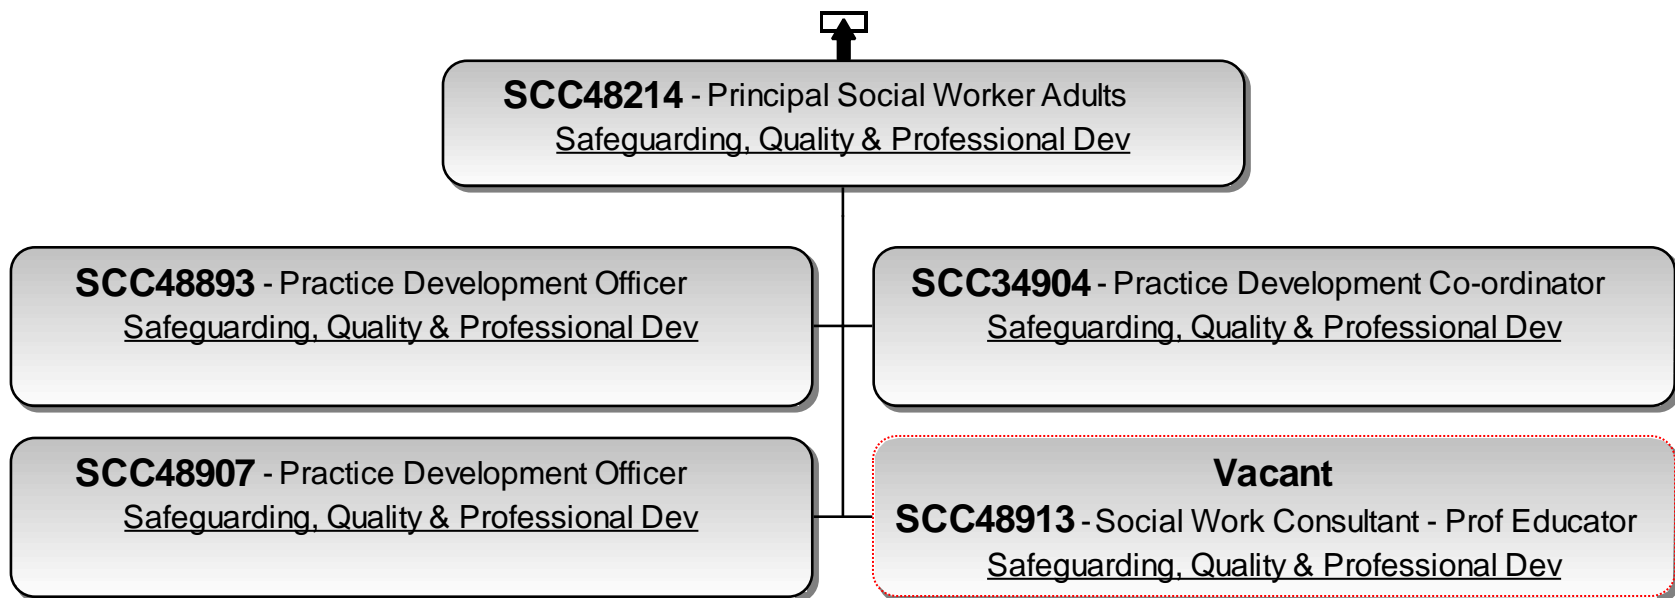 SCC48214 - Principal Social Worker Adults
Safeguarding, Quality & Professional Dev
SCC48893 - Practice Development Officer
Safeguarding, Quality & Professional Dev
SCC34904 - Practice Development Co-ordinator
Safeguarding, Quality & Professional Dev
SCC48907 - Practice Development Officer
Safeguarding, Quality & Professional Dev
Vacant
SCC48913 - Social Work Consultant - Prof Educator
Safeguarding, Quality & Professional Dev